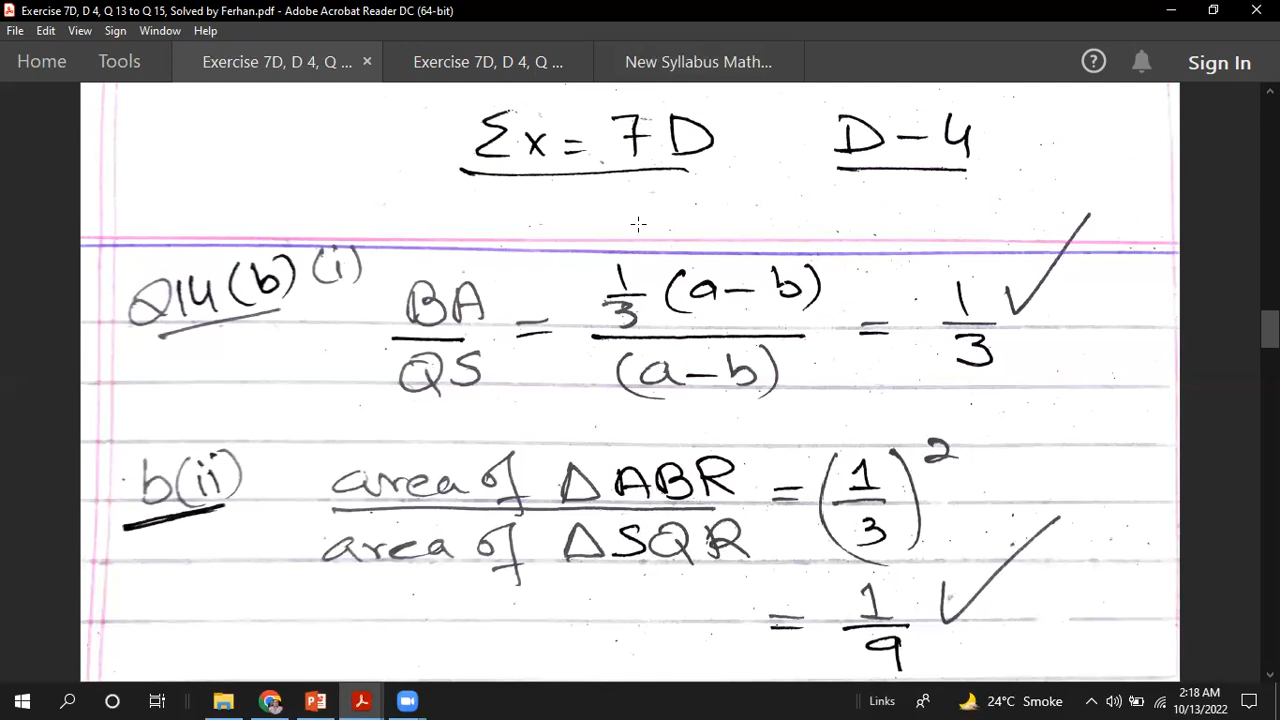 Exercise 7D, D 4, Q 13 to Q 15, Solved by Ferhan.pdf - Adobe Acrobat Reader DC (64-bit)
File Edit View Sign Window Help
Home Tools Exercise 7D, D 4, Q ... × Exercise 7D, D 4, Q ... New Syllabus Math... ? Sign In
Ex = 7D D-4
Q14(b)(i) BA/QS = 1/3 (a-b)/(a-b) = 1/3 ✓
b(ii) area of △ABR/area of △SQR = (1/3)²
= 1/9 ✓
Links 24°C Smoke 2:18 AM
10/13/2022